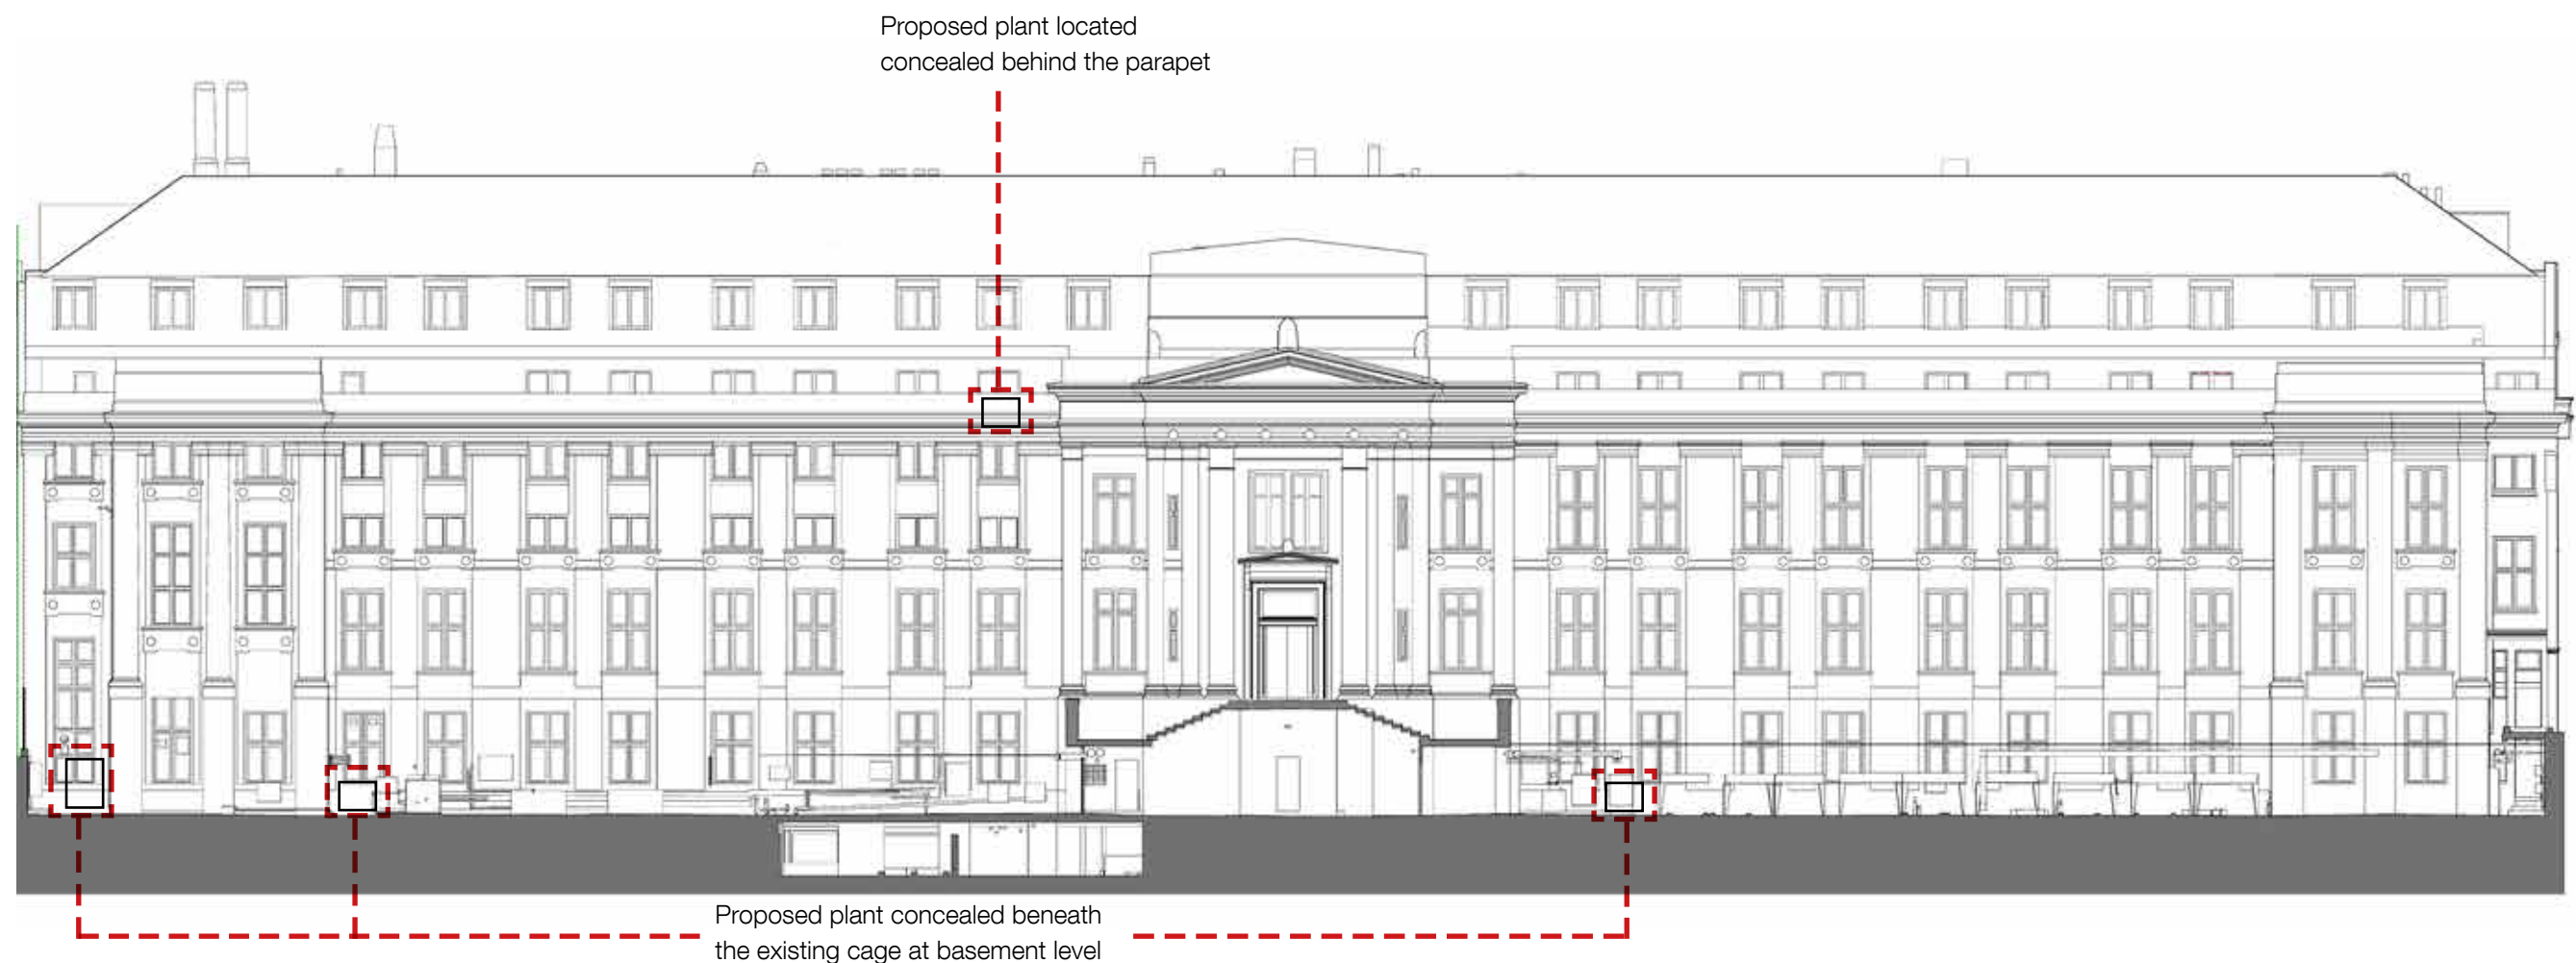 Proposed plant located
concealed behind the parapet
Proposed plant concealed beneath
the existing cage at basement level